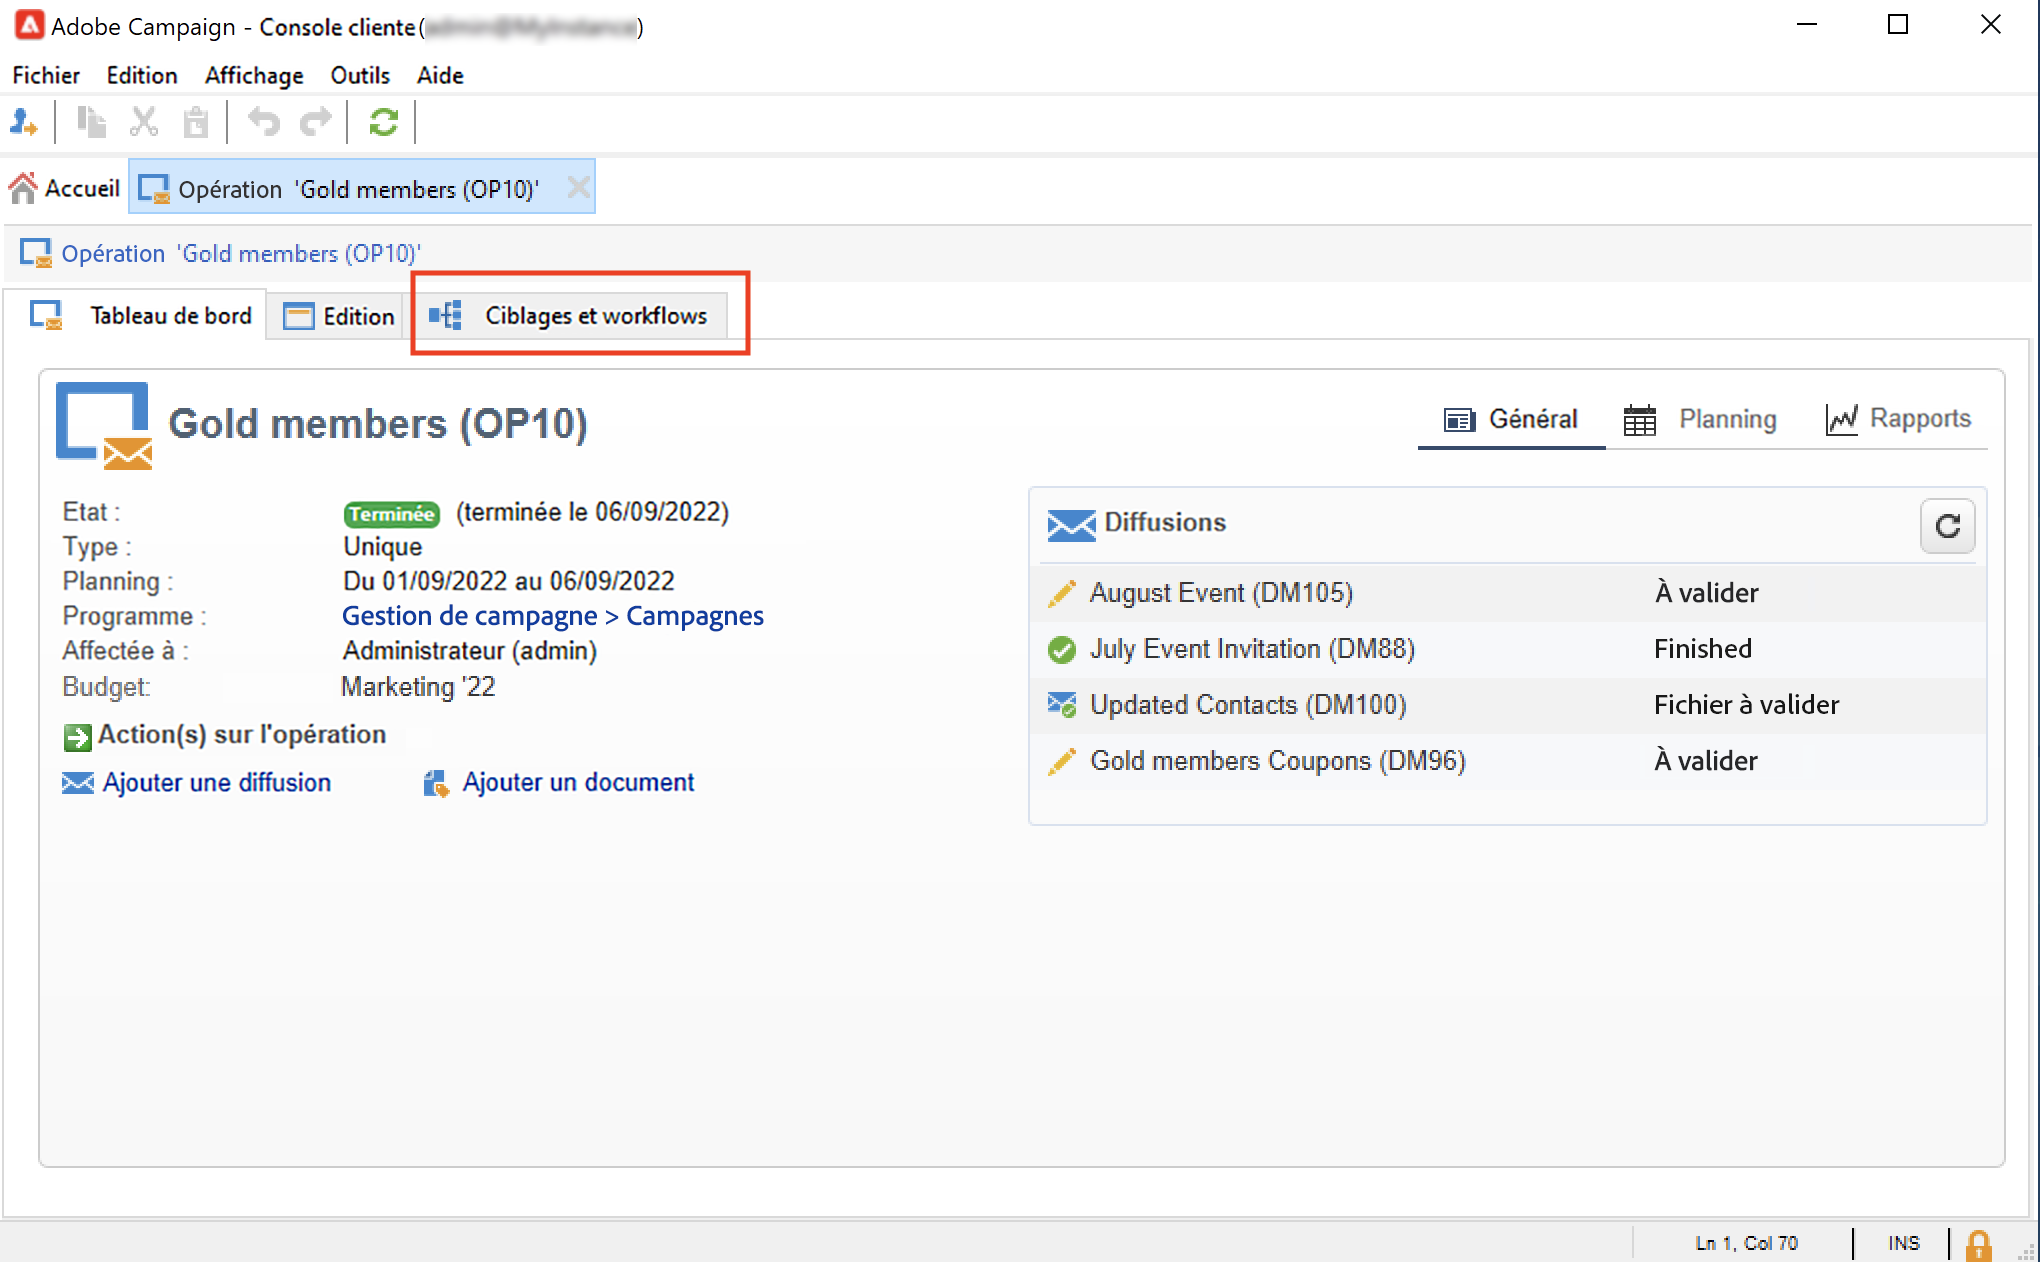 Adobe Campaign - Console cliente ( )
Fichier Edition Affichage Outils Aide
Accueil Opération 'Gold members (OP10)'
Opération 'Gold members (OP10)'
Tableau de bord Edition Ciblages et workflows
Gold members (OP10)
Général Planning Rapports
Etat : Terminée (terminée le 06/09/2022)
Type : Unique
Planning : Du 01/09/2022 au 06/09/2022
Programme : Gestion de campagne > Campagnes
Affectée à : Administrateur (admin)
Budget: Marketing '22
Action(s) sur l'opération
Ajouter une diffusion Ajouter un document
Diffusions
August Event (DM105) À valider
July Event Invitation (DM88) Finished
Updated Contacts (DM100) Fichier à valider
Gold members Coupons (DM96) À valider
Ln 1, Col 70 INS